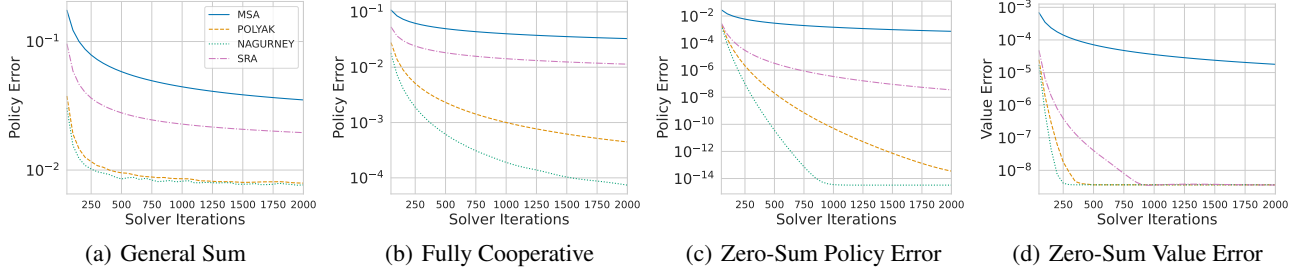 Policy Error
10⁻¹
10⁻²
MSA
POLYAK
NAGURNEY
SRA
250 500 750 1000 1250 1500 1750 2000
Solver Iterations
(a) General Sum
Policy Error
10⁻¹
10⁻²
10⁻³
10⁻⁴
250 500 750 1000 1250 1500 1750 2000
Solver Iterations
(b) Fully Cooperative
Policy Error
10⁻²
10⁻⁴
10⁻⁶
10⁻⁸
10⁻¹⁰
10⁻¹²
10⁻¹⁴
250 500 750 1000 1250 1500 1750 2000
Solver Iterations
(c) Zero-Sum Policy Error
Value Error
10⁻³
10⁻⁴
10⁻⁵
10⁻⁶
10⁻⁷
10⁻⁸
250 500 750 1000 1250 1500 1750 2000
Solver Iterations
(d) Zero-Sum Value Error